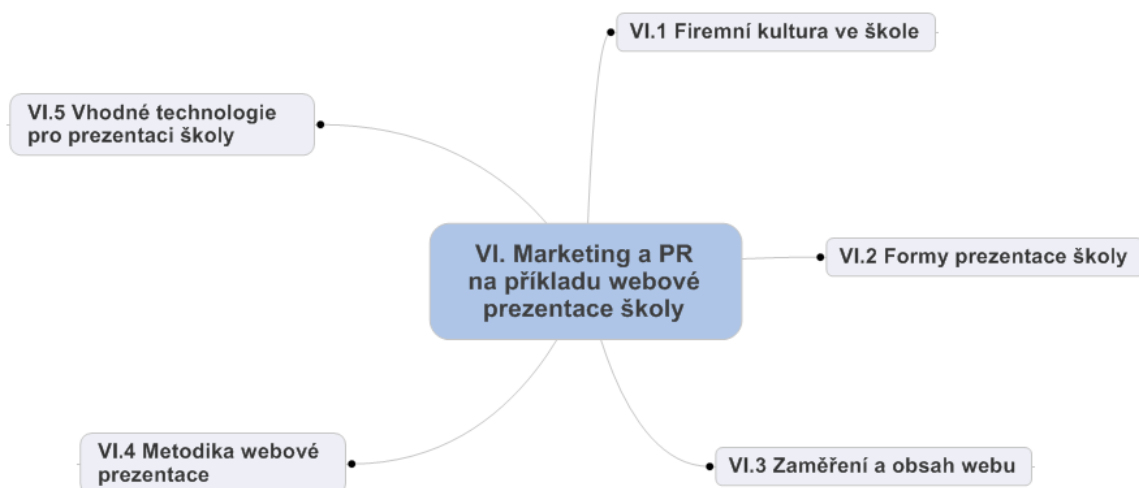 VI.1 Firemní kultura ve škole
VI.5 Vhodné technologie
pro prezentaci školy
VI. Marketing a PR
na příkladu webové
prezentace školy
VI.2 Formy prezentace školy
VI.4 Metodika webové
prezentace
VI.3 Zaměření a obsah webu